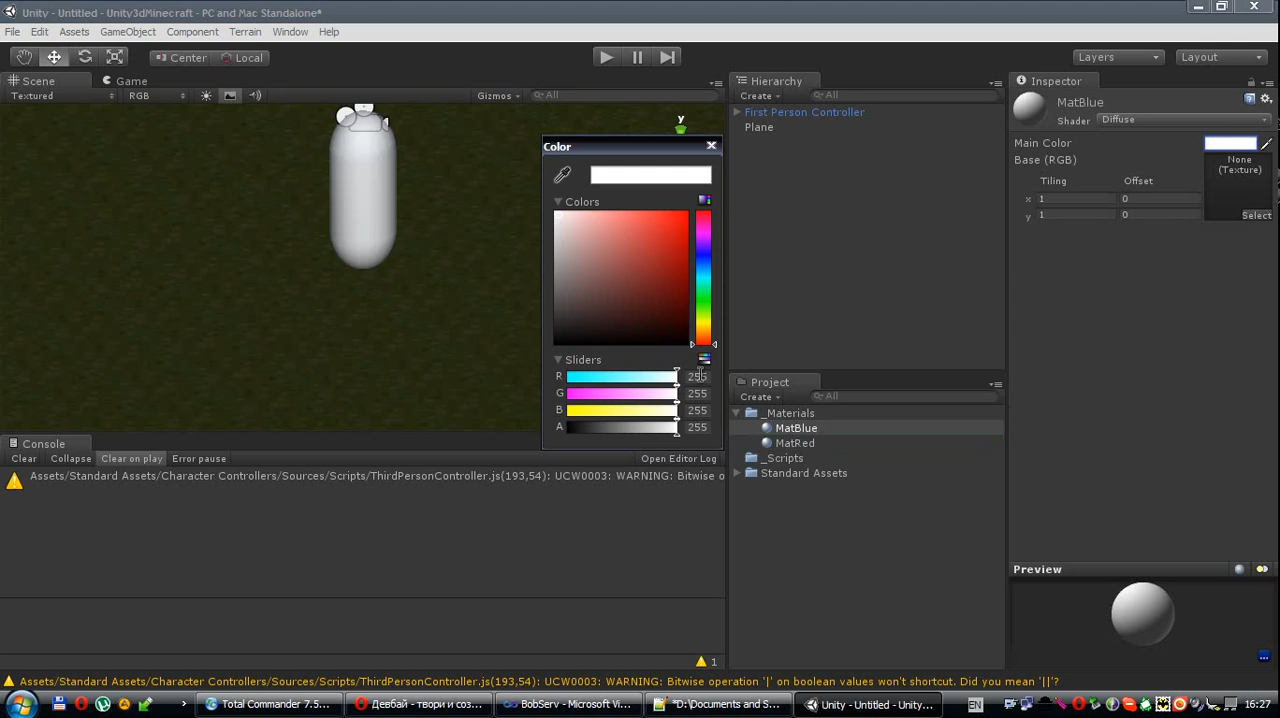 Unity - Untitled - Unity3dMinecraft - PC and Mac Standalone*
File Edit Assets GameObject Component Terrain Window Help
Center Local Layers Layout
Scene Game
Textured RGB Gizmos All
y
Color
Colors
Sliders
R 255
G 255
B 255
A 255
Hierarchy
Create All
First Person Controller
Plane
Project
Create All
_Materials
MatBlue
MatRed
_Scripts
Standard Assets
Inspector
MatBlue
Shader Diffuse
Main Color
Base (RGB) None
(Texture)
Tiling Offset
x 1 0
y 1 0
Select
Preview
Console
Clear Collapse Clear on play Error pause Open Editor Log
Assets/Standard Assets/Character Controllers/Sources/Scripts/ThirdPersonController.js(193,54): UCW0003: WARNING: Bitwise o
1
Assets/Standard Assets/Character Controllers/Sources/Scripts/ThirdPersonController.js(193,54): UCW0003: WARNING: Bitwise operation '|' on boolean values won't shortcut. Did you mean '||'?
Total Commander 7.5... Девбай - твори и созд... BobServ - Microsoft Vi... *D:\Documents and S... Unity - Untitled - Unity... EN 16:27